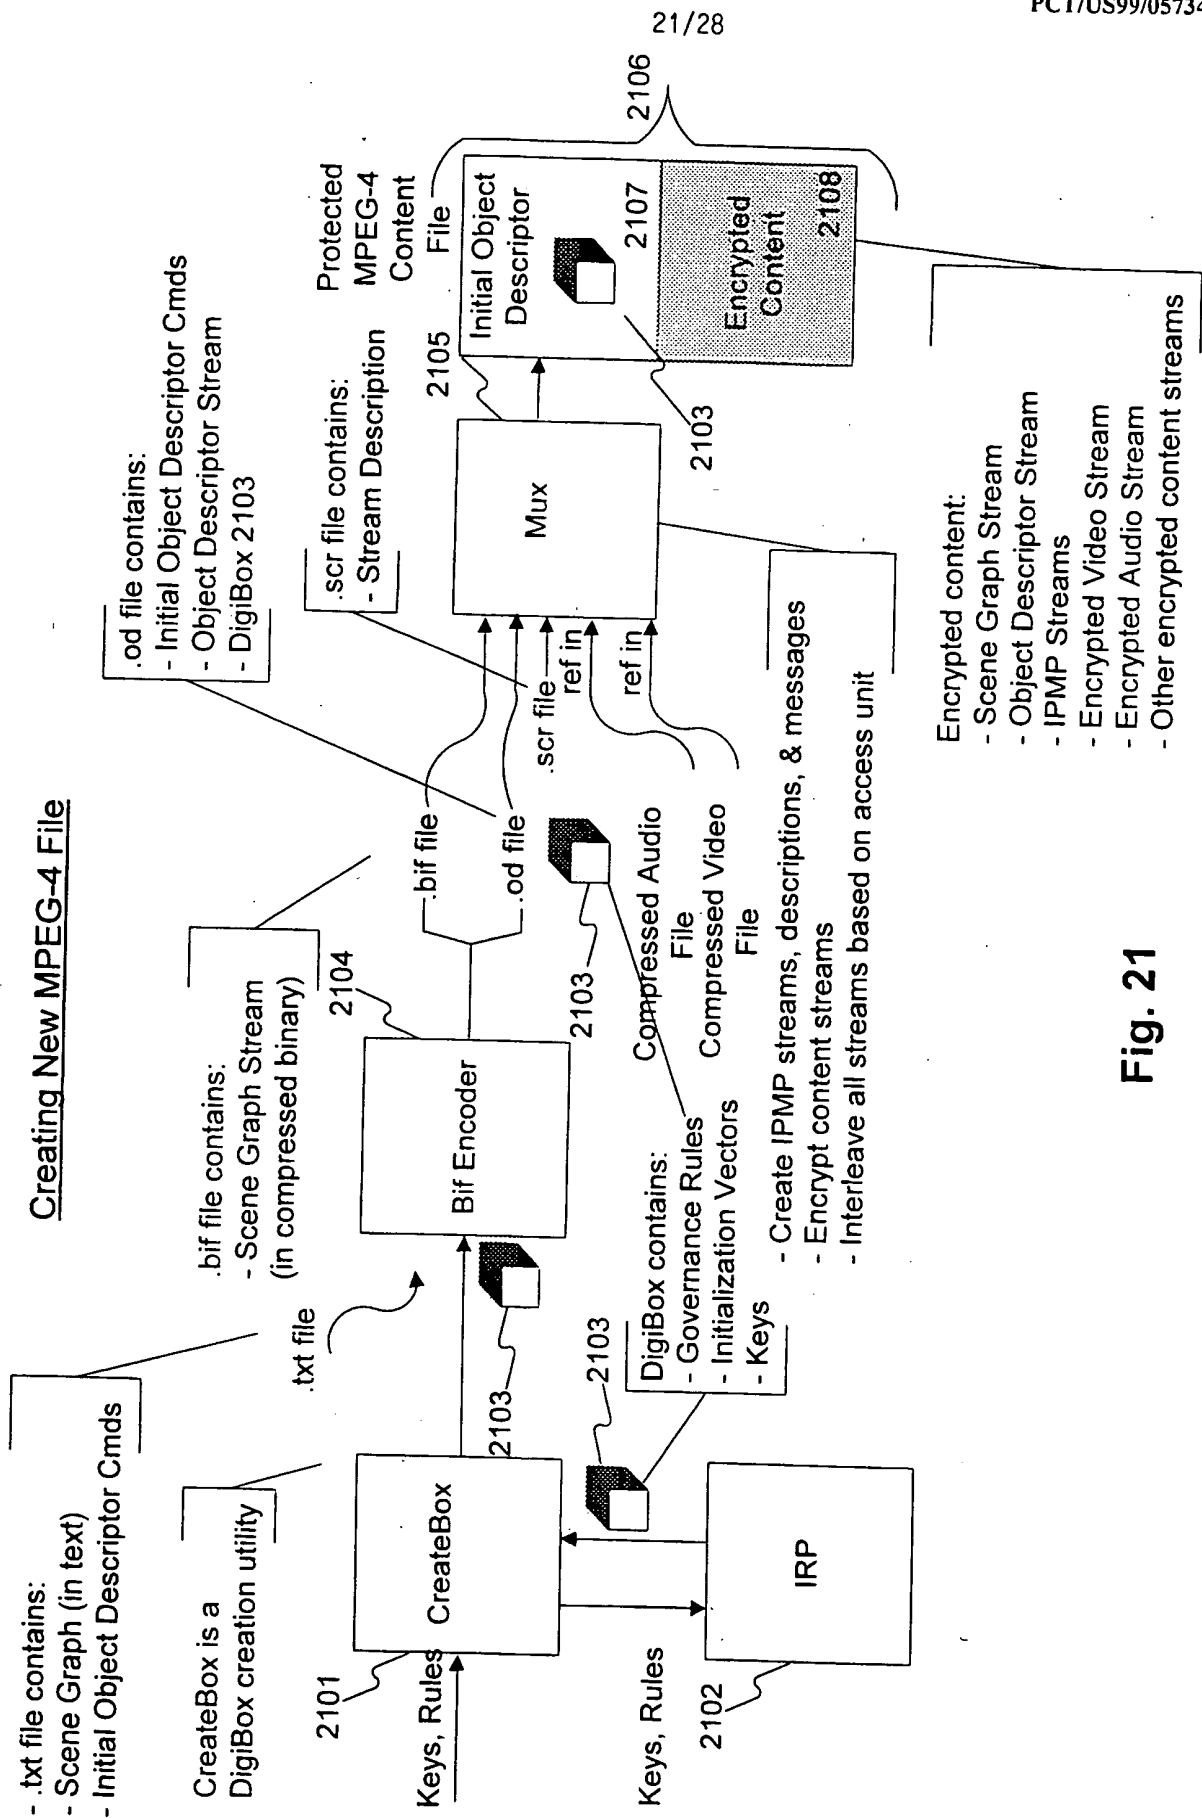 PCT/US99/05734
21/28
Creating New MPEG-4 File
- .txt file contains:
- Scene Graph (in text)
- Initial Object Descriptor Cmds
CreateBox is a
DigiBox creation utility
2101
Keys, Rules
CreateBox
Keys, Rules
2102
IRP
2103
.txt file
2103
DigiBox contains:
- Governance Rules
- Initialization Vectors
- Keys
.bif file contains:
- Scene Graph Stream
(in compressed binary)
2104
Bif Encoder
.bif file
.od file
2103
Compressed Audio
File
Compressed Video
File
.od file contains:
- Initial Object Descriptor Cmds
- Object Descriptor Stream
- DigiBox 2103
.scr file contains:
- Stream Description
.scr file
ref in
ref in
2105
Mux
- Create IPMP streams, descriptions, & messages
- Encrypt content streams
- Interleave all streams based on access unit
Protected
MPEG-4
Content
File
2106
Initial Object
Descriptor
2107
2103
Encrypted
Content
2108
Encrypted content:
- Scene Graph Stream
- Object Descriptor Stream
- IPMP Streams
- Encrypted Video Stream
- Encrypted Audio Stream
- Other encrypted content streams
Fig. 21